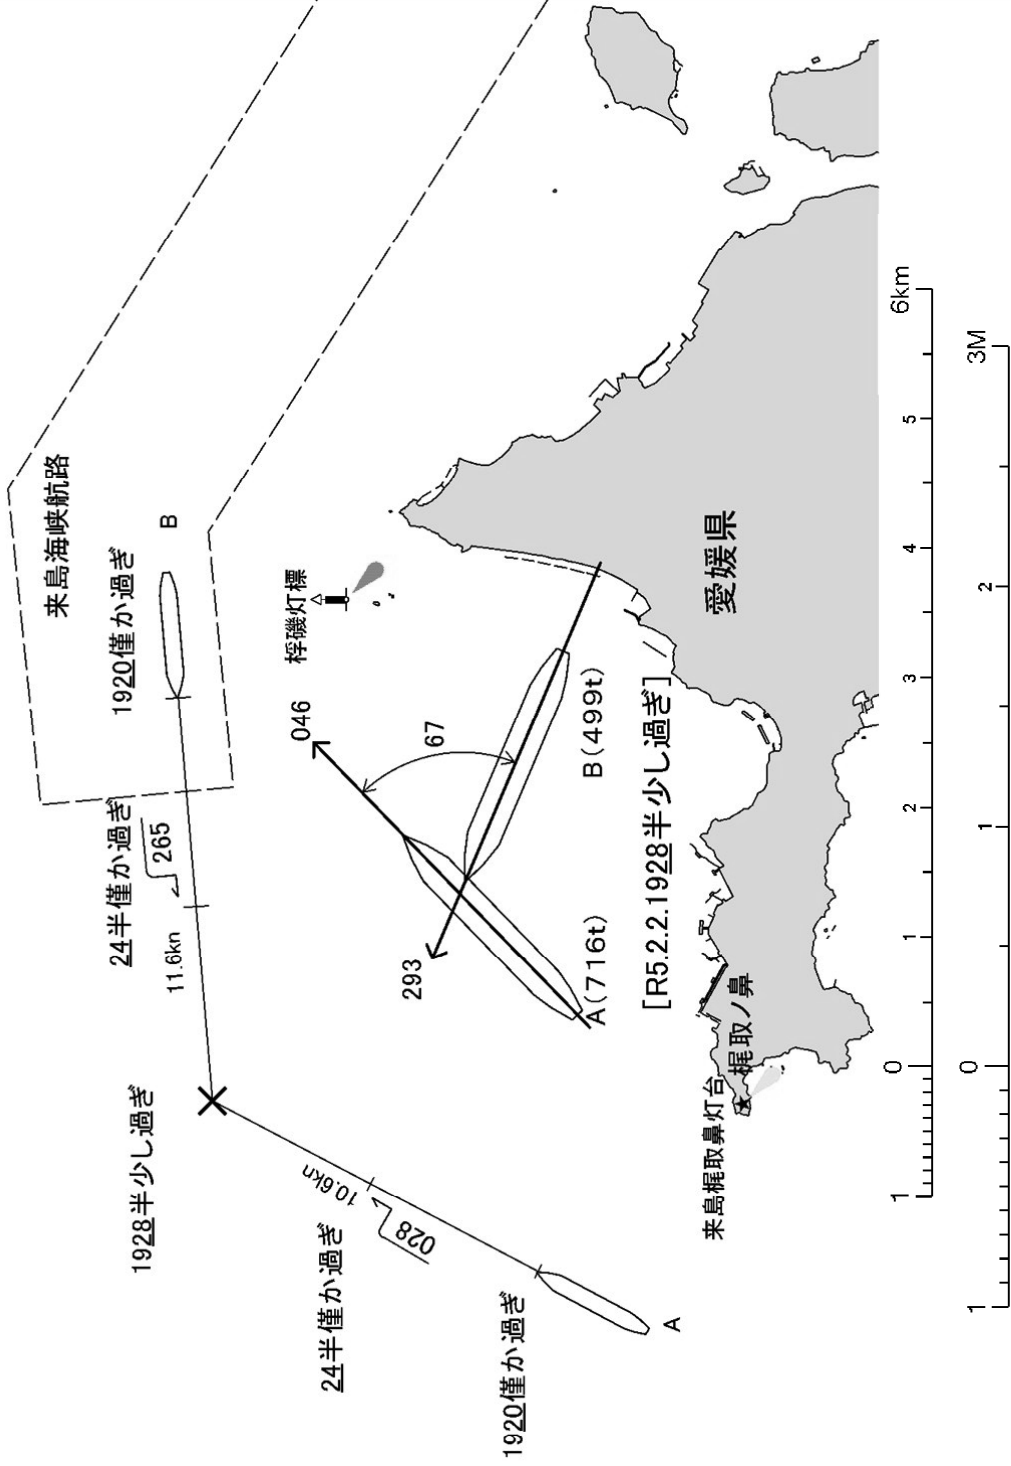 来島海峡航路
1920僅か過ぎ
B
24半僅か過ぎ
265
11.6kn
1928半少し過ぎ
桴磯灯標
046
67
293
B(499t)
A(716t)
[R5.2.2.1928半少し過ぎ]
10.6kn
028
24半僅か過ぎ
1920僅か過ぎ
A
愛媛県
梶取ノ鼻
来島梶取鼻灯台
1 0 1 2 3 4 5 6km
1 0 1 2 3M